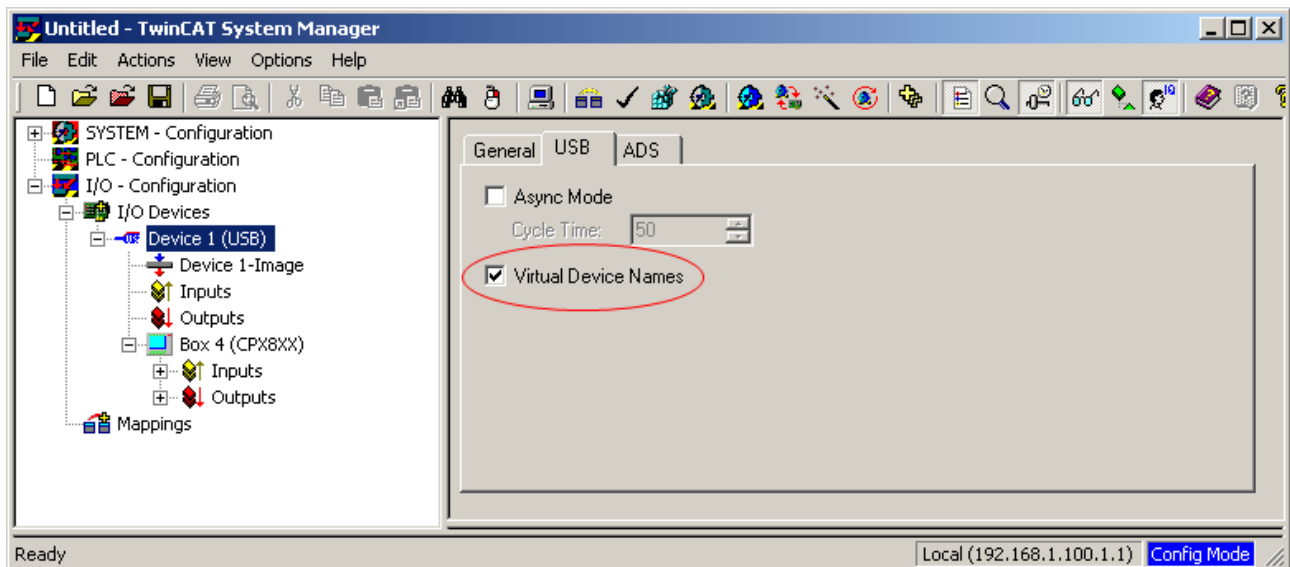 Untitled - TwinCAT System Manager
File Edit Actions View Options Help
SYSTEM - Configuration
PLC - Configuration
I/O - Configuration
I/O Devices
Device 1 (USB)
Device 1-Image
Inputs
Outputs
Box 4 (CPX8XX)
Inputs
Outputs
Mappings
General USB ADS
Async Mode
Cycle Time: 50
Virtual Device Names
Ready Local (192.168.1.100.1.1) Config Mode